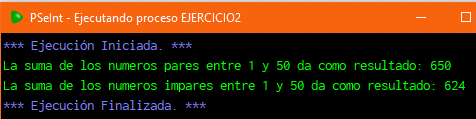 PSeInt - Ejecutando proceso EJERCICIO2
*** Ejecución Iniciada. ***
La suma de los numeros pares entre 1 y 50 da como resultado: 650
La suma de los numeros impares entre 1 y 50 da como resultado: 624
*** Ejecución Finalizada. ***